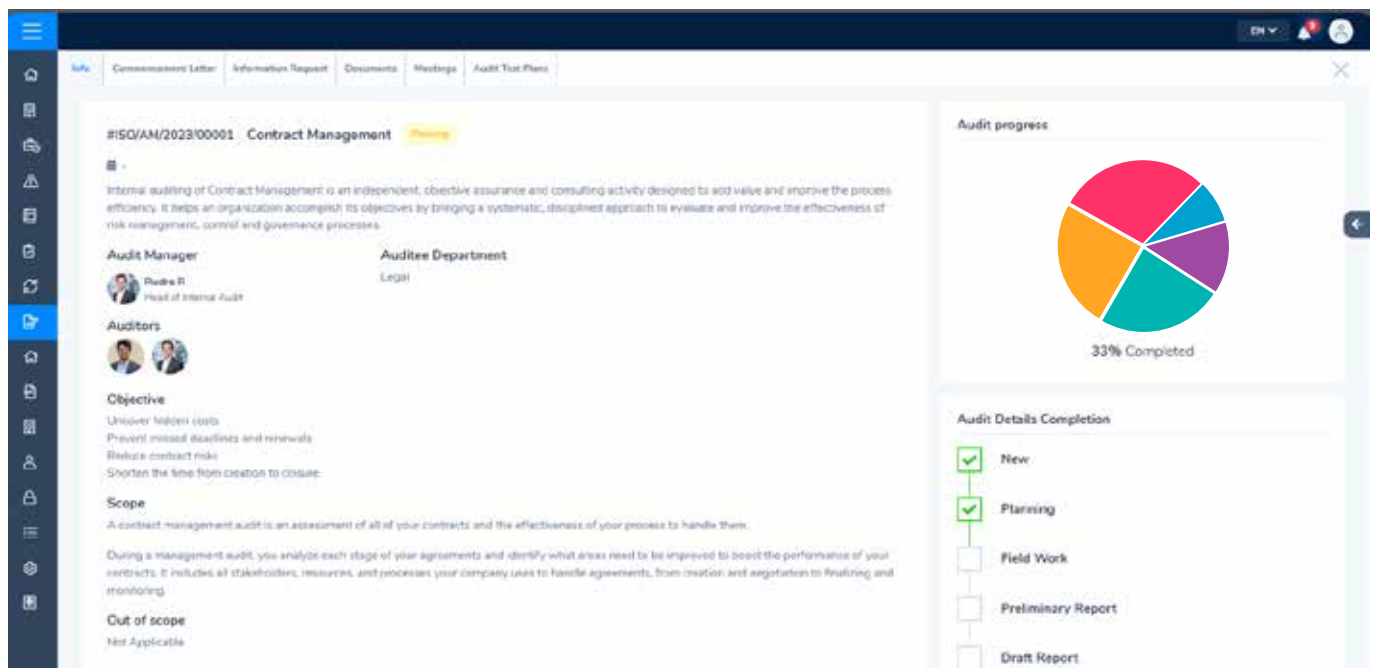 EN
Info Commencement Letter Information Request Documents Meetings Audit Test Plans
#ISO/AM/2023/00001 Contract Management Planning
Internal auditing of Contract Management is an independent, objective assurance and consulting activity designed to add value and improve the process
efficiency. It helps an organization accomplish its objectives by bringing a systematic, disciplined approach to evaluate and improve the effectiveness of
risk management, control and governance processes.
Audit Manager
Auditee Department
Head of Internal Audit
Legal
Auditors
Objective
Uncover hidden costs
Prevent missed deadlines and renewals
Reduce contract risks
Shorten the time from creation to closure
Scope
A contract management audit is an assessment of all of your contracts and the effectiveness of your process to handle them.
During a management audit, you analyze each stage of your agreements and identify what areas need to be improved to boost the performance of your
contracts. It includes all stakeholders, resources, and processes your company uses to handle agreements, from creation and negotiation to finalizing and
monitoring.
Out of scope
Not Applicable
Audit progress
33% Completed
Audit Details Completion
New
Planning
Field Work
Preliminary Report
Draft Report